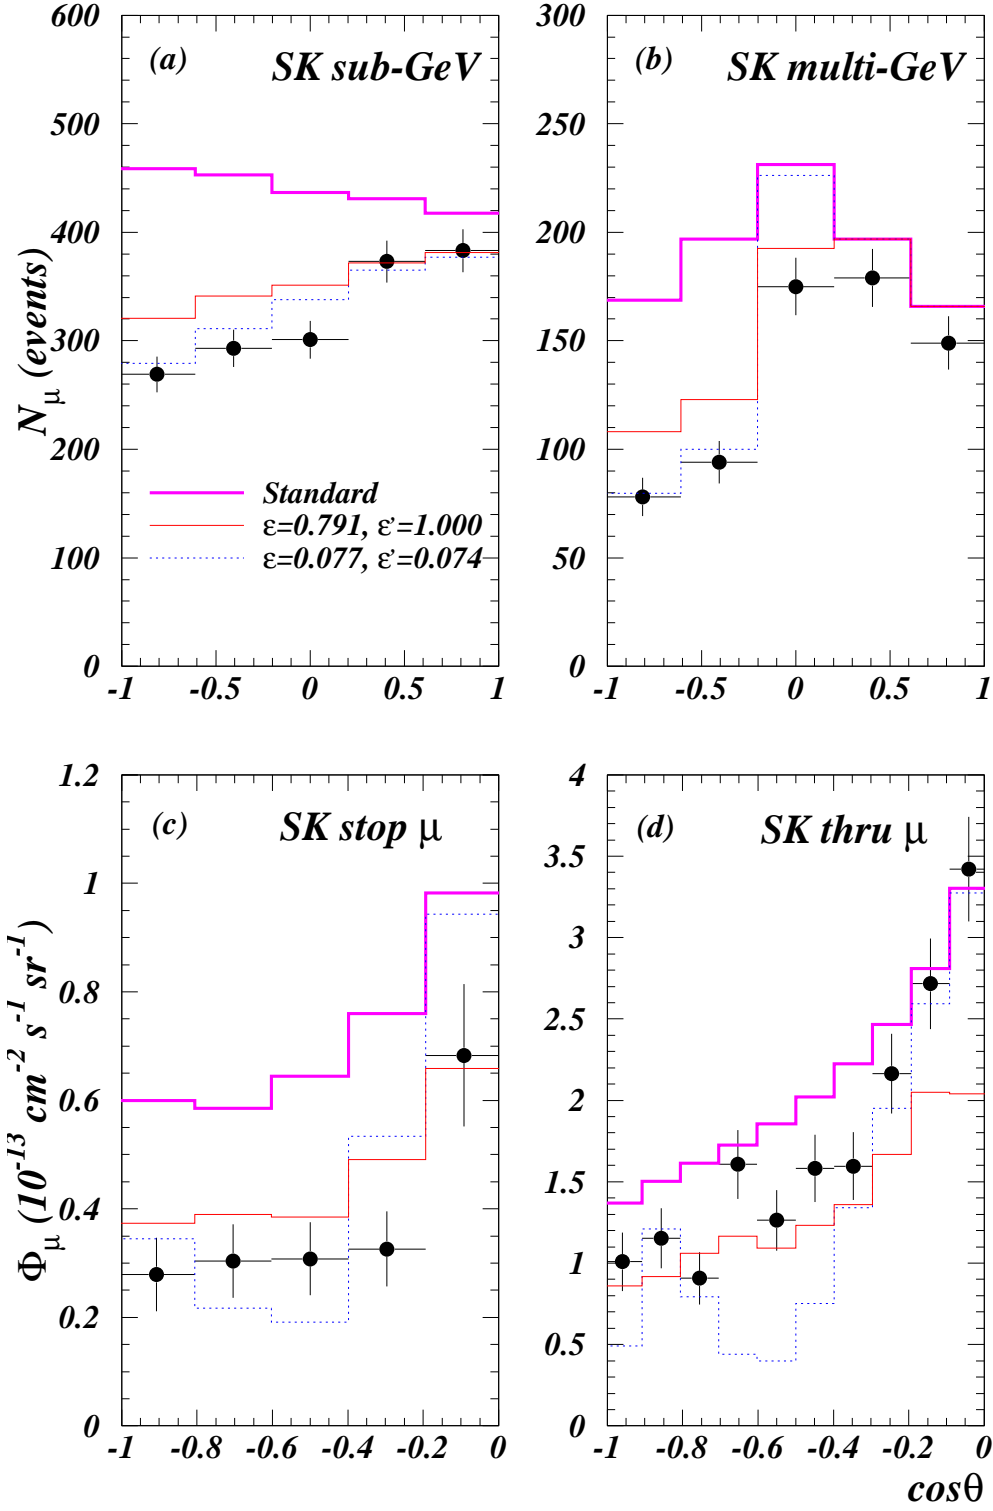 (a) SK sub-GeV
600
500
400
300
200
100
0
-1 -0.5 0 0.5 1
Nμ (events)
Standard
ε=0.791, ε'=1.000
ε=0.077, ε'=0.074
(b) SK multi-GeV
300
250
200
150
100
50
0
-1 -0.5 0 0.5 1
(c) SK stop μ
1.2
1
0.8
0.6
0.4
0.2
0
-1 -0.8 -0.6 -0.4 -0.2 0
Φμ (10⁻¹³ cm⁻² s⁻¹ sr⁻¹)
(d) SK thru μ
4
3.5
3
2.5
2
1.5
1
0.5
0
-1 -0.8 -0.6 -0.4 -0.2 0
cosθ